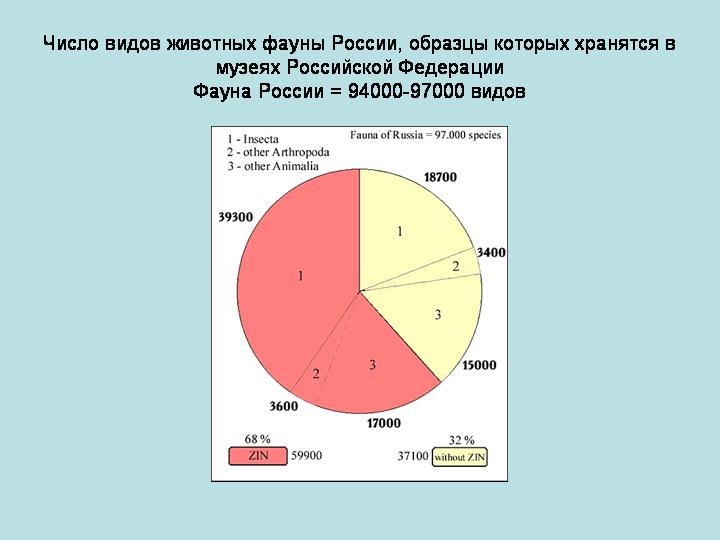 Число видов животных фауны России, образцы которых хранятся в
музеях Российской Федерации
Фауна России = 94000-97000 видов
1 - Insecta
2 - other Arthropoda
3 - other Animalia
Fauna of Russia = 97.000 species
18700
39300
1
3400
2
1
3
3
2
15000
3600
17000
68 %
ZIN 59900
32 %
37100 without ZIN